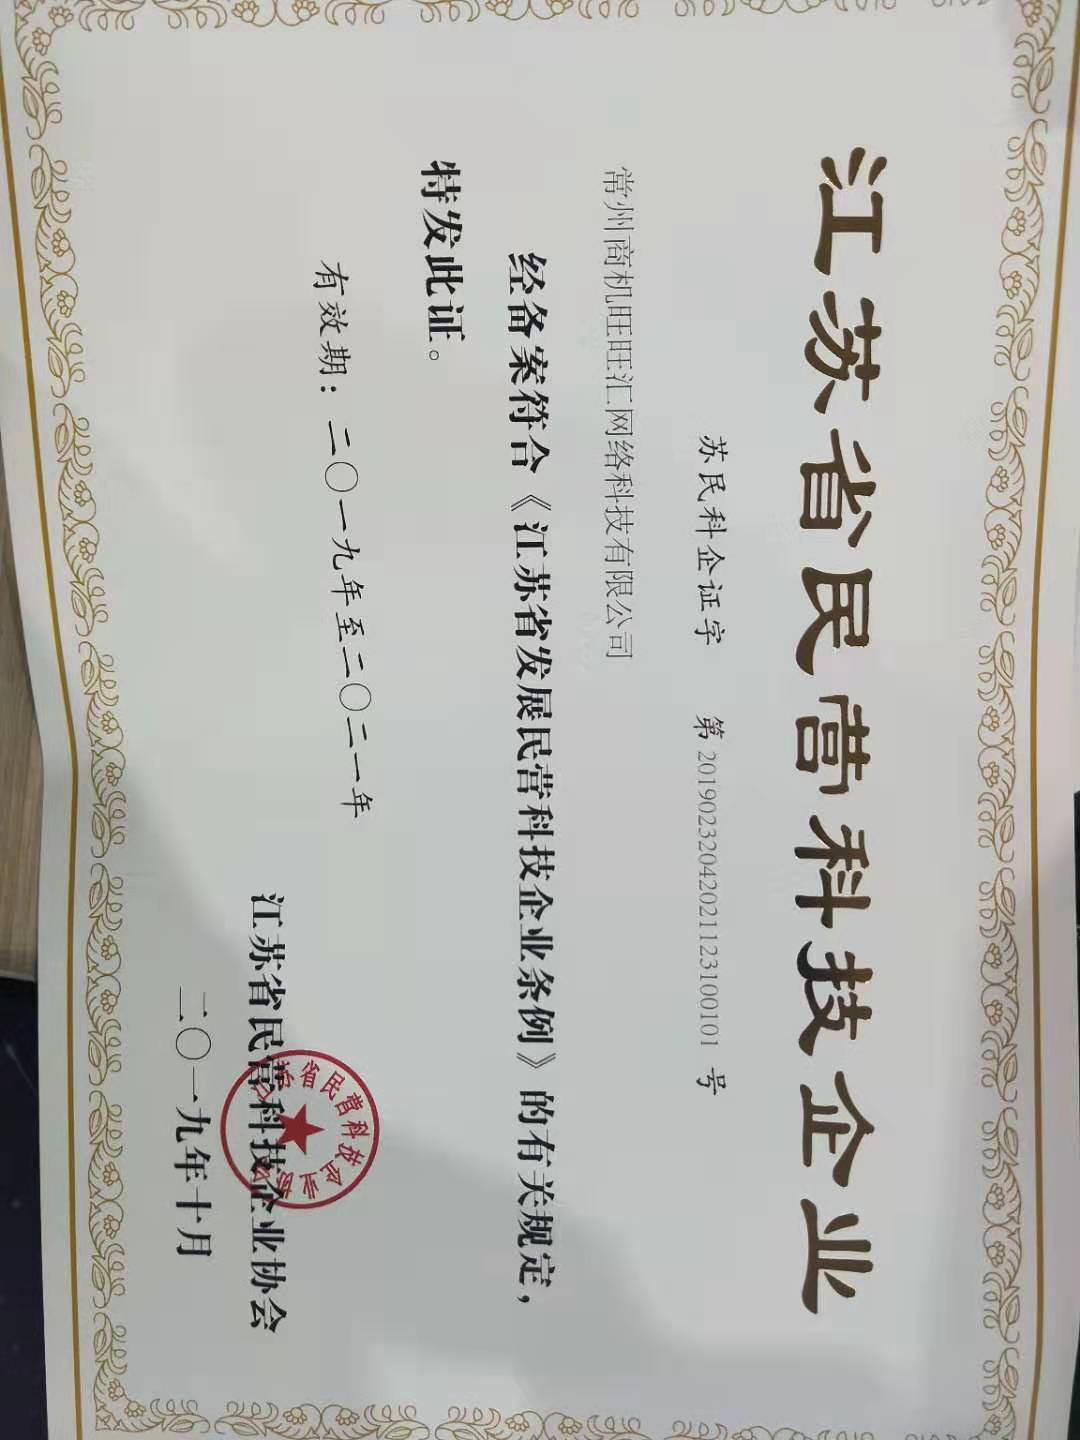 江苏省民营科技企业
苏民科企证字 第 20190232042021123100101 号
常州商机旺旺汇网络科技有限公司
经备案符合《江苏省发展民营科技企业条例》的有关规定，
特发此证。
有效期：二〇一九年至二〇二一年
江苏省民营科技企业协会
二〇一九年十月